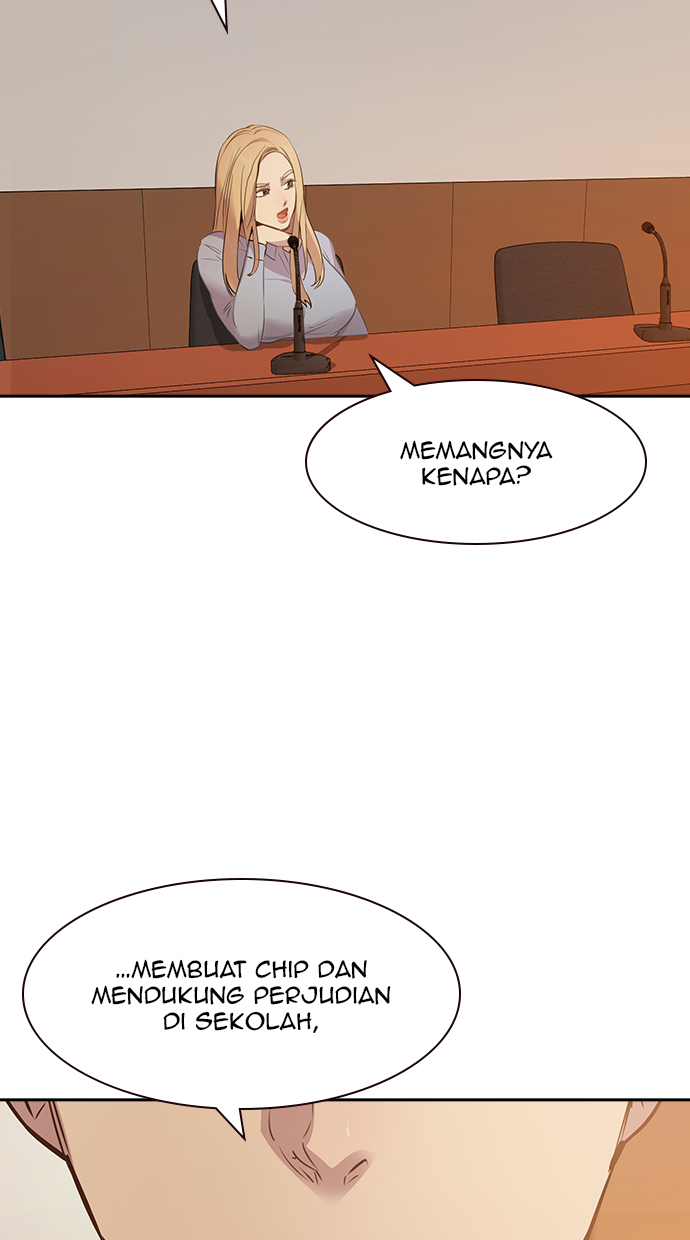 MEMANGNYA
KENAPA?
...MEMBUAT CHIP DAN
MENDUKUNG PERJUDIAN
DI SEKOLAH,